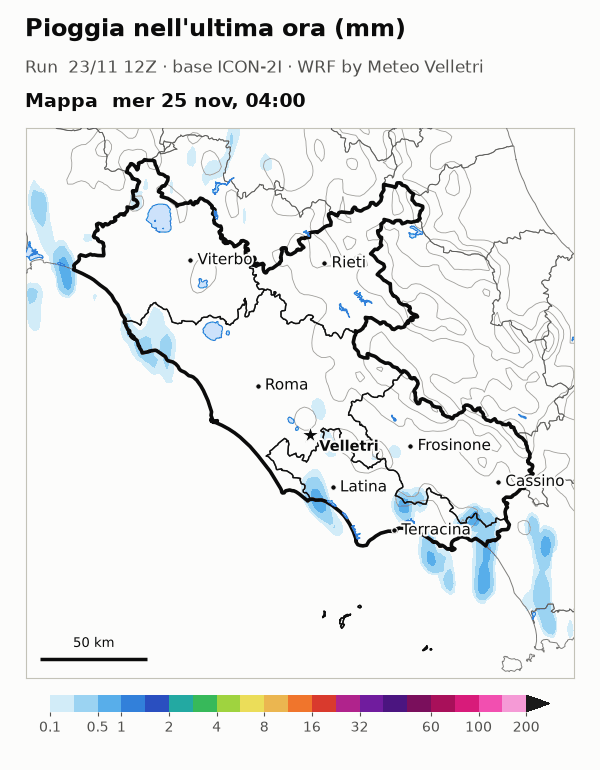 Pioggia nell'ultima ora (mm)
Run 23/11 12Z · base ICON-2I · WRF by Meteo Velletri
Mappa mer 25 nov, 04:00
Viterbo
Rieti
Roma
Velletri
Frosinone
Cassino
Latina
Terracina
50 km
0.1 0.5 1 2 4 8 16 32 60 100 200